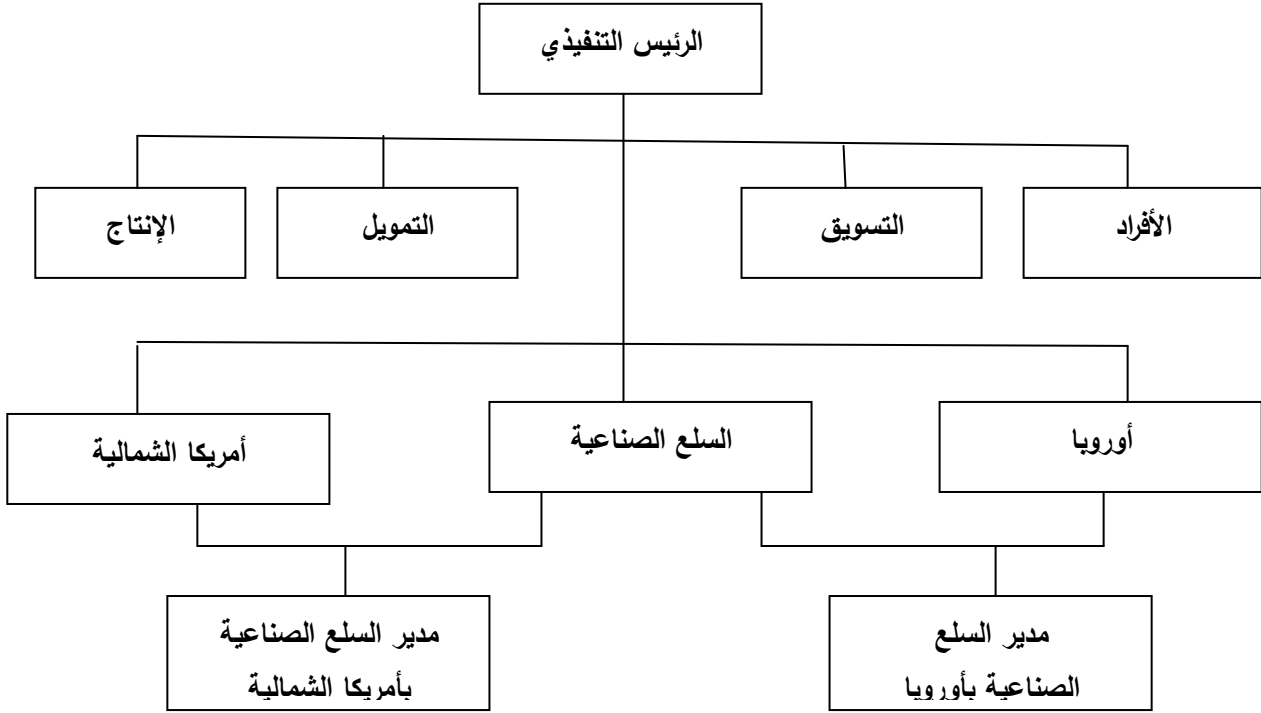 الرئيس التنفيذي
الأفراد
التسويق
التمويل
الإنتاج
أوروبا
السلع الصناعية
أمريكا الشمالية
مدير السلع
الصناعية بأوروبا
مدير السلع الصناعية
بأمريكا الشمالية